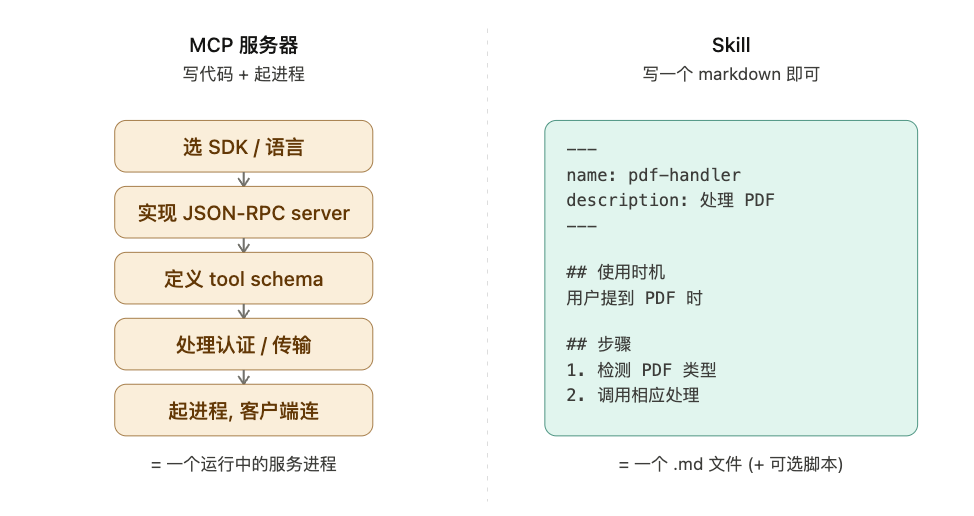 MCP 服务器
写代码 + 起进程
选 SDK / 语言
实现 JSON-RPC server
定义 tool schema
处理认证 / 传输
起进程, 客户端连
= 一个运行中的服务进程
Skill
写一个 markdown 即可
---
name: pdf-handler
description: 处理 PDF
---
## 使用时机
用户提到 PDF 时
## 步骤
1. 检测 PDF 类型
2. 调用相应处理
= 一个 .md 文件 (+ 可选脚本)